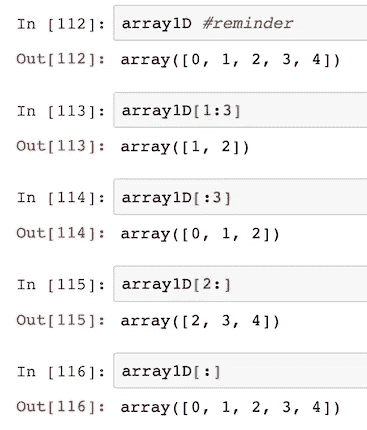 In [112]: array1D #reminder
Out[112]: array([0, 1, 2, 3, 4])
In [113]: array1D[1:3]
Out[113]: array([1, 2])
In [114]: array1D[:3]
Out[114]: array([0, 1, 2])
In [115]: array1D[2:]
Out[115]: array([2, 3, 4])
In [116]: array1D[:]
Out[116]: array([0, 1, 2, 3, 4])